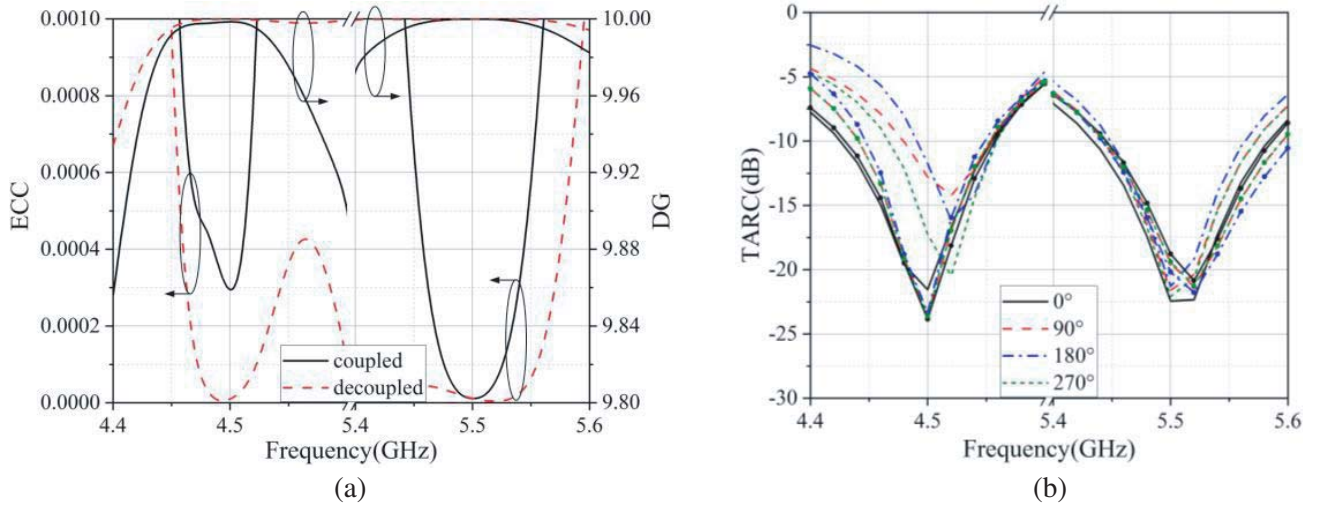 0.0010
0.0008
0.0006
0.0004
0.0002
0.0000
ECC
10.00
9.96
9.92
9.88
9.84
9.80
DG
coupled
decoupled
4.4 4.5 5.4 5.5 5.6
Frequency(GHz)
(a)
0
-5
-10
-15
-20
-25
-30
TARC(dB)
0°
90°
180°
270°
4.4 4.5 5.4 5.5 5.6
Frequency(GHz)
(b)